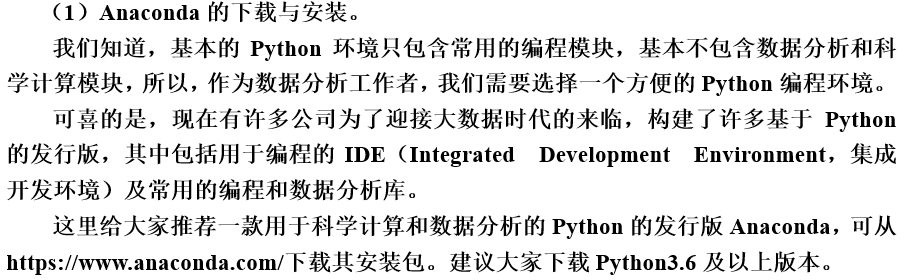 （1）Anaconda 的下载与安装。
我们知道，基本的 Python 环境只包含常用的编程模块，基本不包含数据分析和科
学计算模块，所以，作为数据分析工作者，我们需要选择一个方便的 Python 编程环境。
可喜的是，现在有许多公司为了迎接大数据时代的来临，构建了许多基于 Python
的发行版，其中包括用于编程的 IDE（Integrated Development Environment，集成
开发环境）及常用的编程和数据分析库。
这里给大家推荐一款用于科学计算和数据分析的 Python 的发行版 Anaconda，可从
https://www.anaconda.com/下载其安装包。建议大家下载 Python3.6 及以上版本。